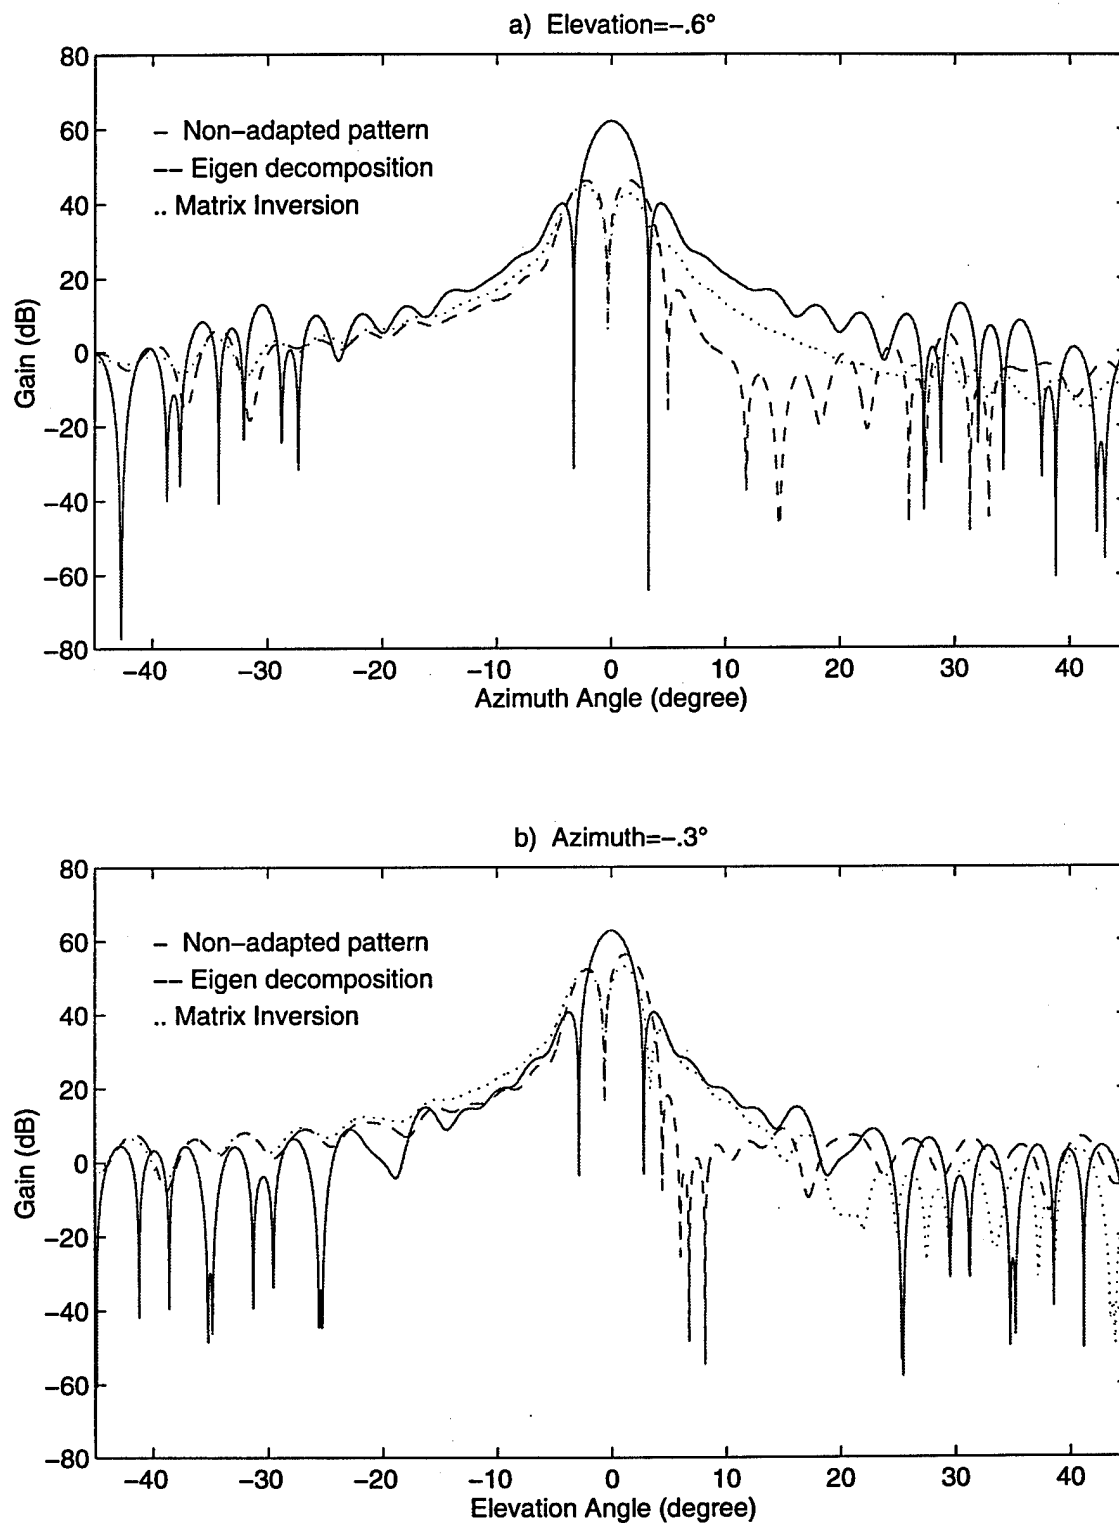 a) Elevation=−.6°
80
60
40
20
0
−20
−40
−60
−80
Gain (dB)
− Non−adapted pattern
−− Eigen decomposition
.. Matrix Inversion
−40 −30 −20 −10 0 10 20 30 40
Azimuth Angle (degree)
b) Azimuth=−.3°
80
60
40
20
0
−20
−40
−60
−80
Gain (dB)
− Non−adapted pattern
−− Eigen decomposition
.. Matrix Inversion
−40 −30 −20 −10 0 10 20 30 40
Elevation Angle (degree)